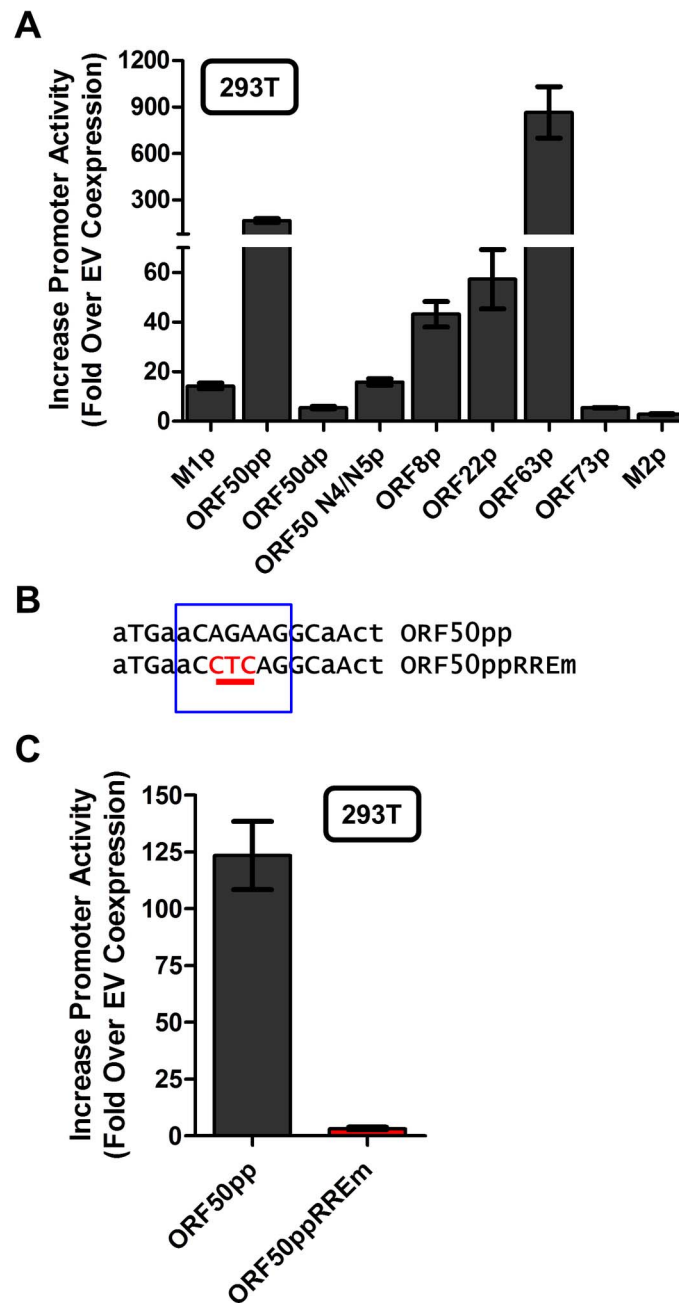 A
Increase Promoter Activity
(Fold Over EV Coexpression)
1200
900
600
300
60
40
20
0
293T
M1p
ORF50pp
ORF50dp
ORF50 N4/N5p
ORF8p
ORF22p
ORF63p
ORF73p
M2p
B
aTGaaCAGAAGGCaAct ORF50pp
aTGaaCCTCAGGCaAct ORF50ppRREm
C
Increase Promoter Activity
(Fold Over EV Coexpression)
150
125
100
75
50
25
0
293T
ORF50pp
ORF50ppRREm